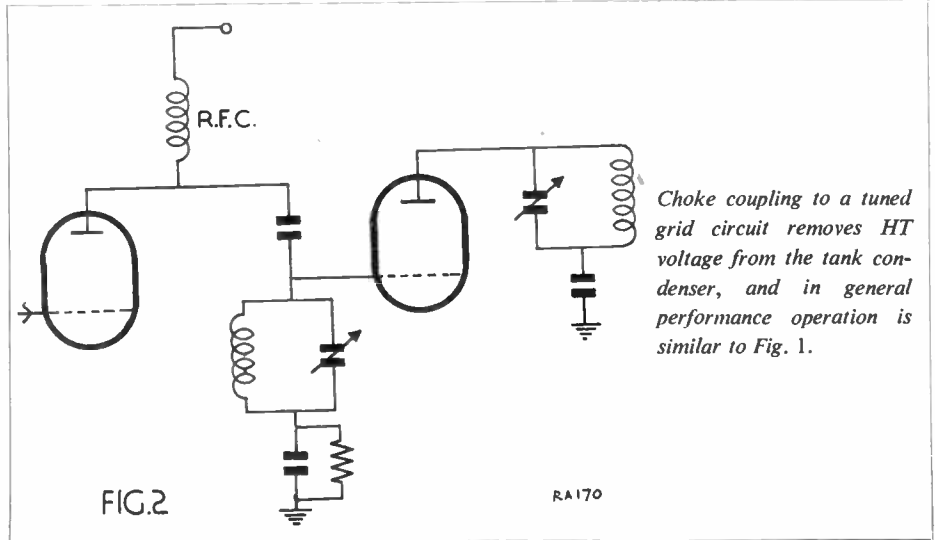 R.F.C.
Choke coupling to a tuned
grid circuit removes HT
voltage from the tank con-
denser, and in general
performance operation is
similar to Fig. 1.
FIG.2
RA170